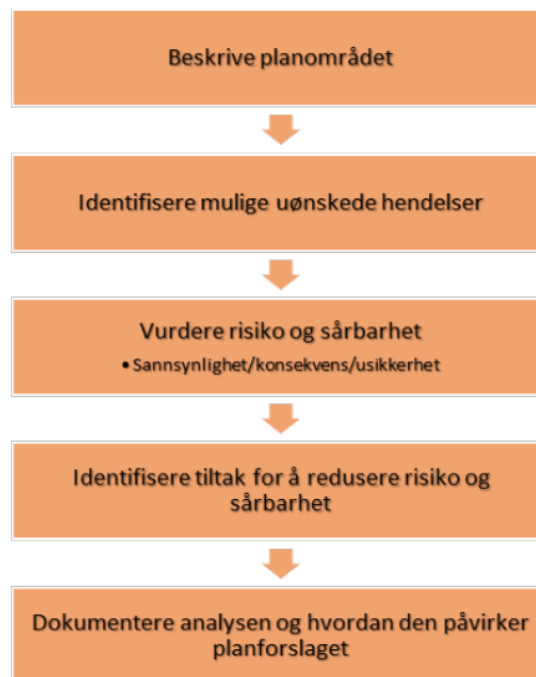 Beskrive planområdet
Identifisere mulige uønskede hendelser
Vurdere risiko og sårbarhet
• Sannsynlighet/konsekvens/usikkerhet
Identifisere tiltak for å redusere risiko og
sårbarhet
Dokumentere analysen og hvordan den påvirker
planforslaget